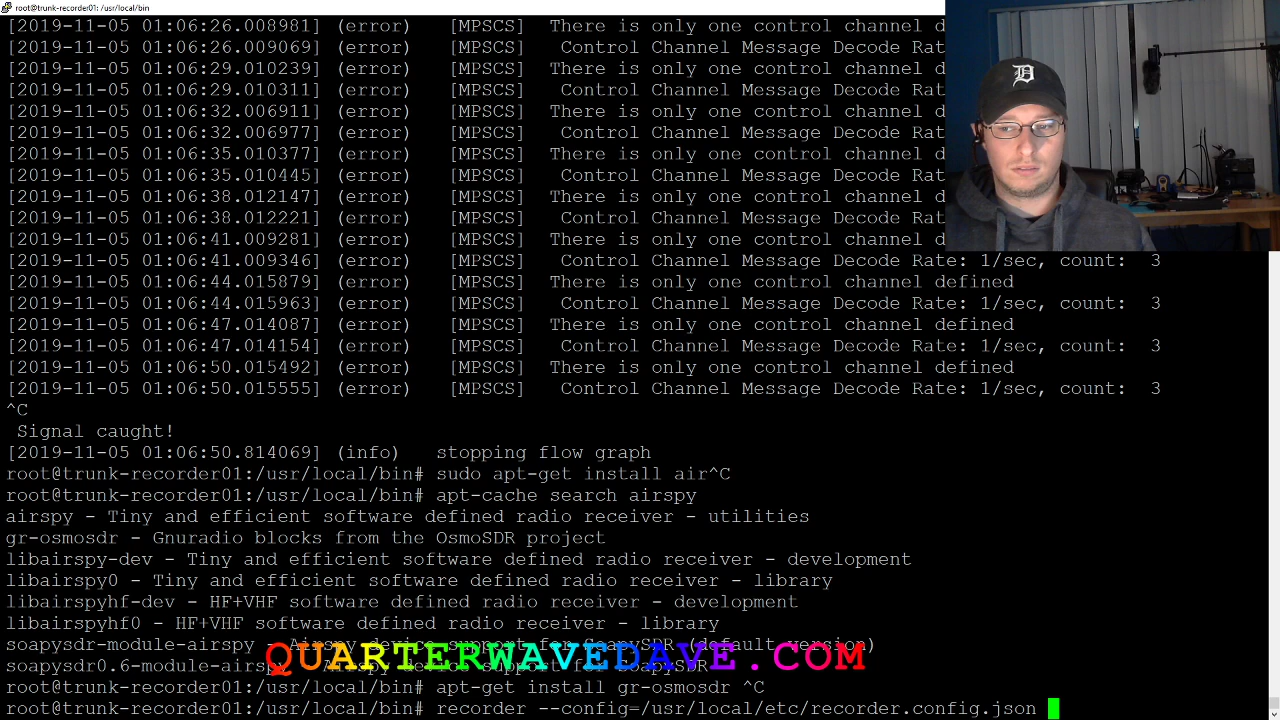 root@trunk-recorder01: /usr/local/bin
[2019-11-05 01:06:26.008981] (error) [MPSCS] There is only one control channel d
[2019-11-05 01:06:26.009069] (error) [MPSCS] Control Channel Message Decode Rate:
[2019-11-05 01:06:29.010239] (error) [MPSCS] There is only one control channel d
[2019-11-05 01:06:29.010311] (error) [MPSCS] Control Channel Message Decode Rate:
[2019-11-05 01:06:32.006911] (error) [MPSCS] There is only one control channel d
[2019-11-05 01:06:32.006977] (error) [MPSCS] Control Channel Message Decode Rate:
[2019-11-05 01:06:35.010377] (error) [MPSCS] There is only one control channel d
[2019-11-05 01:06:35.010445] (error) [MPSCS] Control Channel Message Decode Rate:
[2019-11-05 01:06:38.012147] (error) [MPSCS] There is only one control channel d
[2019-11-05 01:06:38.012221] (error) [MPSCS] Control Channel Message Decode Rate:
[2019-11-05 01:06:41.009281] (error) [MPSCS] There is only one control channel d
[2019-11-05 01:06:41.009346] (error) [MPSCS] Control Channel Message Decode Rate: 1/sec, count: 3
[2019-11-05 01:06:44.015879] (error) [MPSCS] There is only one control channel defined
[2019-11-05 01:06:44.015963] (error) [MPSCS] Control Channel Message Decode Rate: 1/sec, count: 3
[2019-11-05 01:06:47.014087] (error) [MPSCS] There is only one control channel defined
[2019-11-05 01:06:47.014154] (error) [MPSCS] Control Channel Message Decode Rate: 1/sec, count: 3
[2019-11-05 01:06:50.015492] (error) [MPSCS] There is only one control channel defined
[2019-11-05 01:06:50.015555] (error) [MPSCS] Control Channel Message Decode Rate: 1/sec, count: 3
^C
Signal caught!
[2019-11-05 01:06:50.814069] (info) stopping flow graph
root@trunk-recorder01:/usr/local/bin# sudo apt-get install air^C
root@trunk-recorder01:/usr/local/bin# apt-cache search airspy
airspy - Tiny and efficient software defined radio receiver - utilities
gr-osmosdr - Gnuradio blocks from the OsmoSDR project
libairspy-dev - Tiny and efficient software defined radio receiver - development
libairspy0 - Tiny and efficient software defined radio receiver - library
libairspyhf-dev - HF+VHF software defined radio receiver - development
libairspyhf0 - HF+VHF software defined radio receiver - library
soapysdr-module-airspy - Airspy device support for SoapySDR (default version)
QUARTERWAVEDAVE.COM
soapysdr0.6-module-airspy support for SoapySDR
root@trunk-recorder01:/usr/local/bin# apt-get install gr-osmosdr ^C
root@trunk-recorder01:/usr/local/bin# recorder --config=/usr/local/etc/recorder.config.json